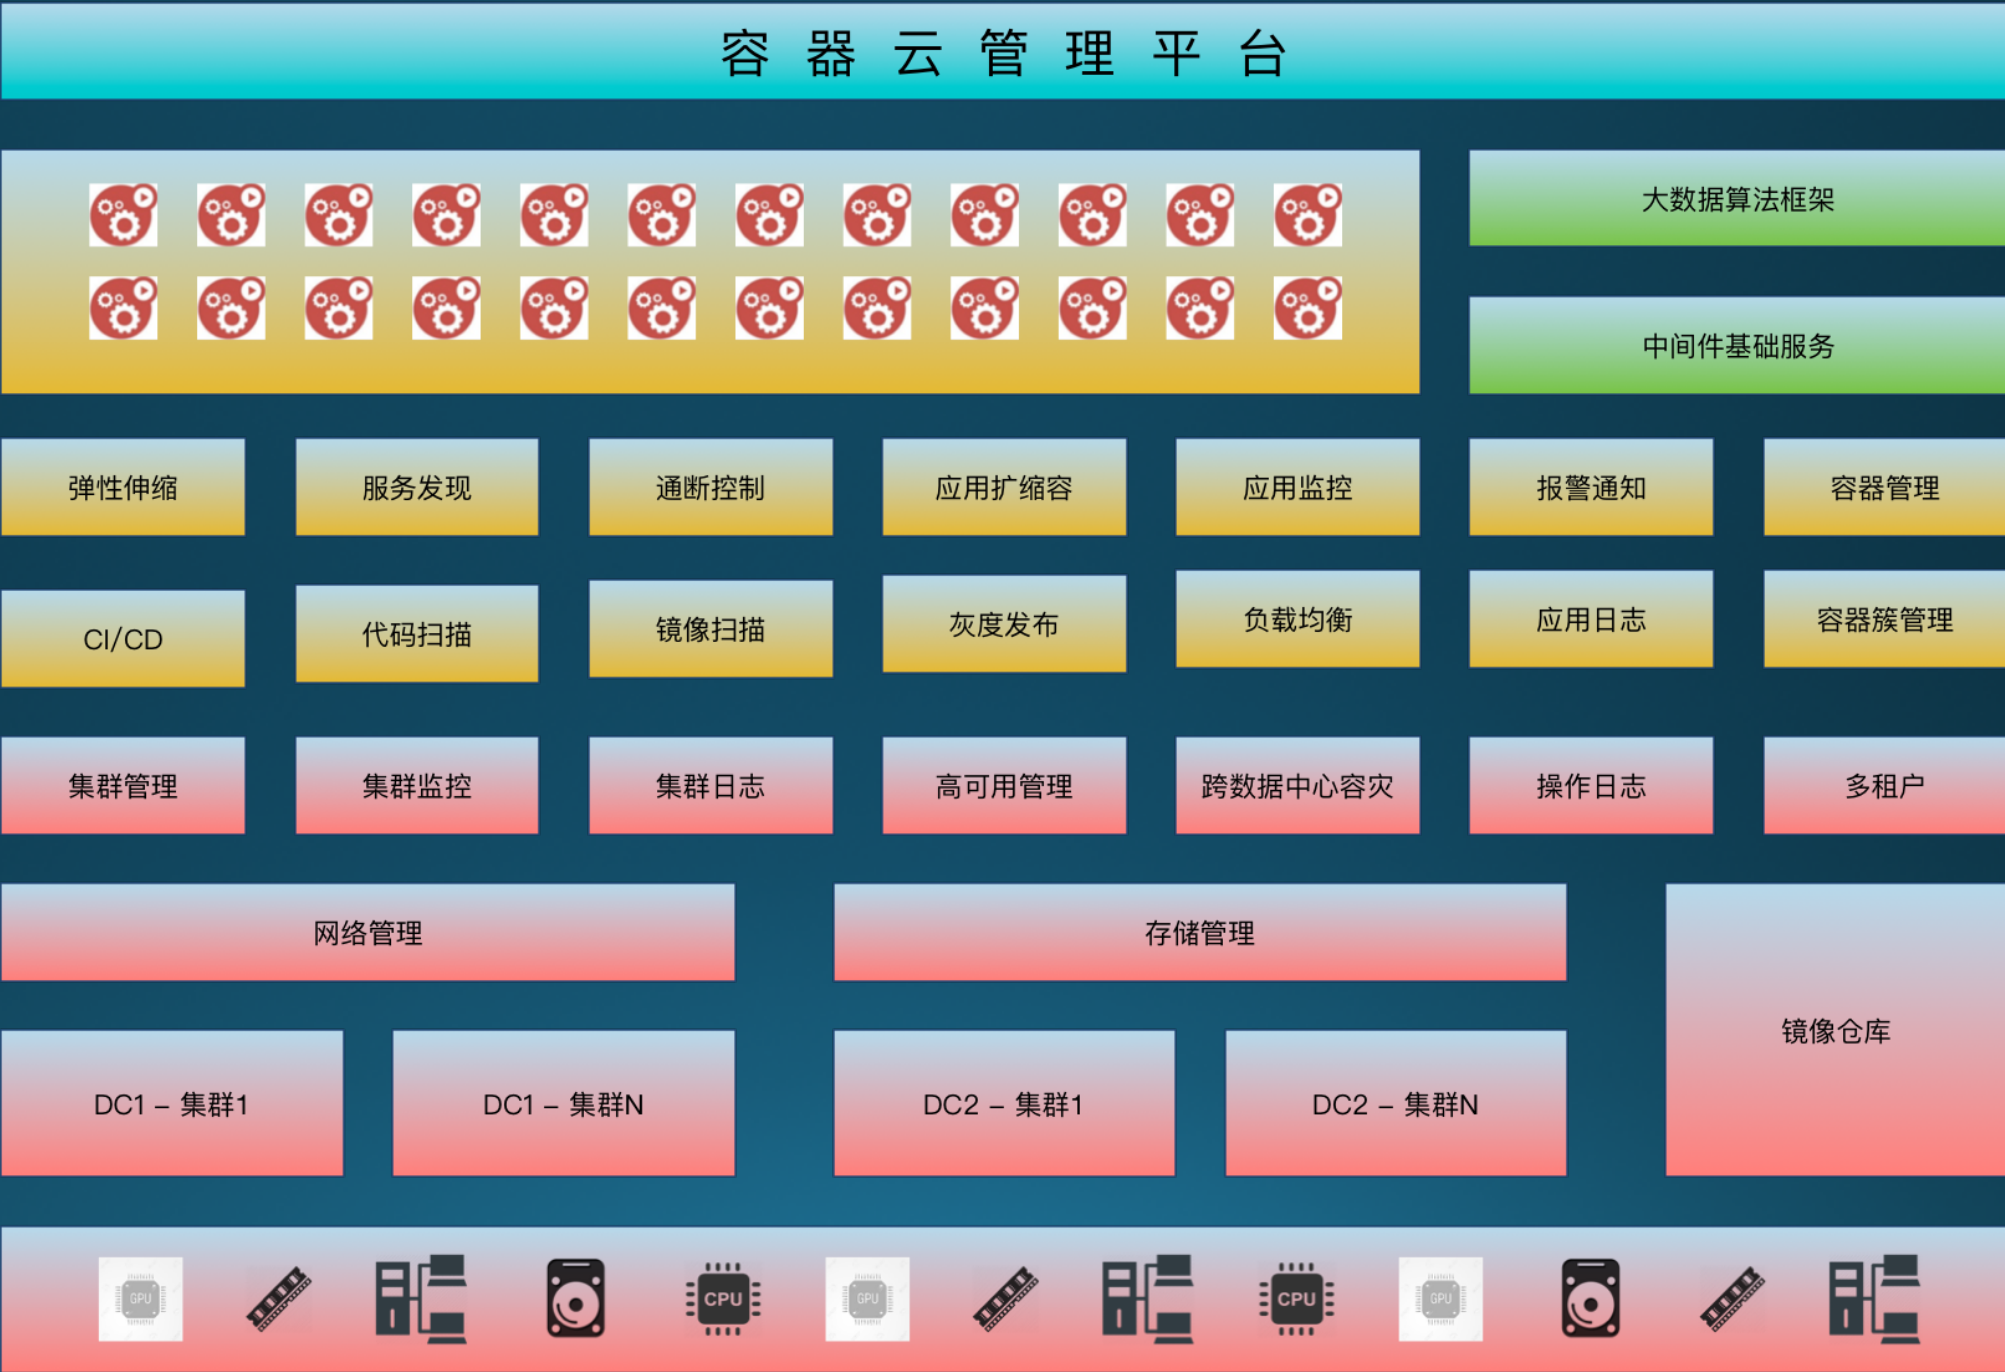 容器云管理平台
大数据算法框架
中间件基础服务
弹性伸缩
服务发现
通断控制
应用扩缩容
应用监控
报警通知
容器管理
CI/CD
代码扫描
镜像扫描
灰度发布
负载均衡
应用日志
容器簇管理
集群管理
集群监控
集群日志
高可用管理
跨数据中心容灾
操作日志
多租户
网络管理
存储管理
镜像仓库
DC1 – 集群1
DC1 – 集群N
DC2 – 集群1
DC2 – 集群N
GPU
CPU
GPU
CPU
GPU